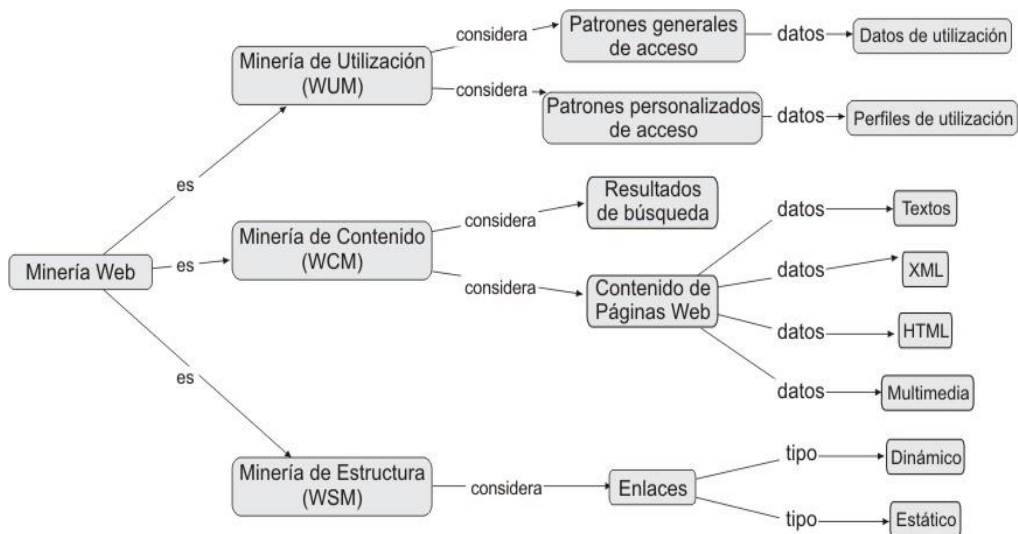 Minería Web
es
Minería de Utilización
(WUM)
considera
Patrones generales
de acceso
datos
Datos de utilización
considera
Patrones personalizados
de acceso
datos
Perfiles de utilización
es
Minería de Contenido
(WCM)
considera
Resultados
de búsqueda
considera
Contenido de
Páginas Web
datos
Textos
datos
XML
datos
HTML
datos
Multimedia
es
Minería de Estructura
(WSM)
considera
Enlaces
tipo
Dinámico
tipo
Estático